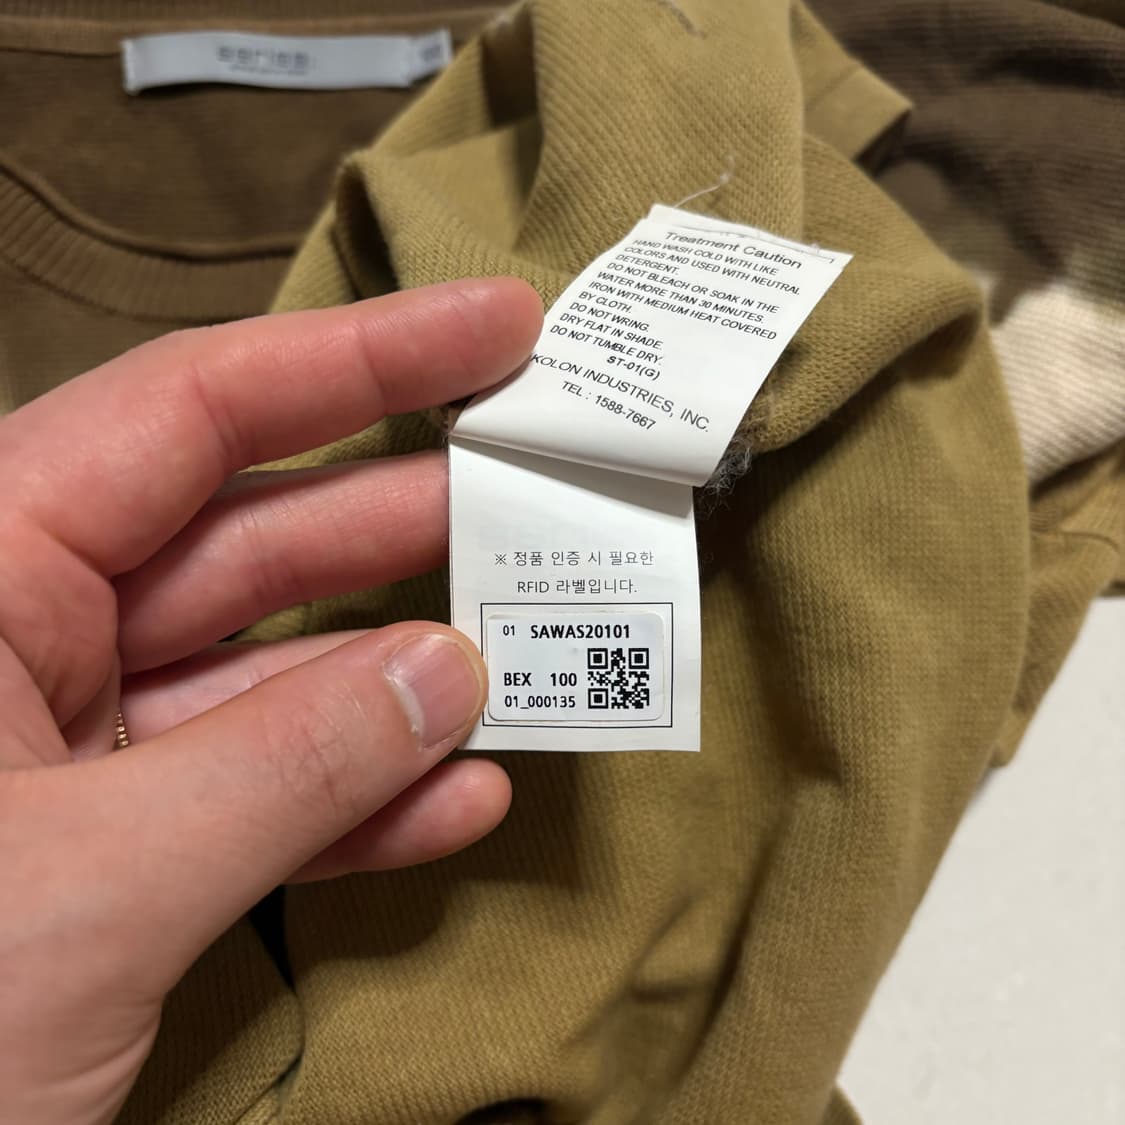 series
Treatment Caution
HAND WASH COLD WITH LIKE
COLORS AND USED WITH NEUTRAL
DETERGENT.
DO NOT BLEACH OR SOAK IN THE
WATER MORE THAN 30 MINUTES.
IRON WITH MEDIUM HEAT COVERED
BY CLOTH.
DO NOT WRING.
DRY FLAT IN SHADE.
DO NOT TUMBLE DRY.
ST-01(G)
KOLON INDUSTRIES, INC.
TEL : 1588-7667
※ 정품 인증 시 필요한
RFID 라벨입니다.
01 SAWAS20101
BEX 100
01_000135